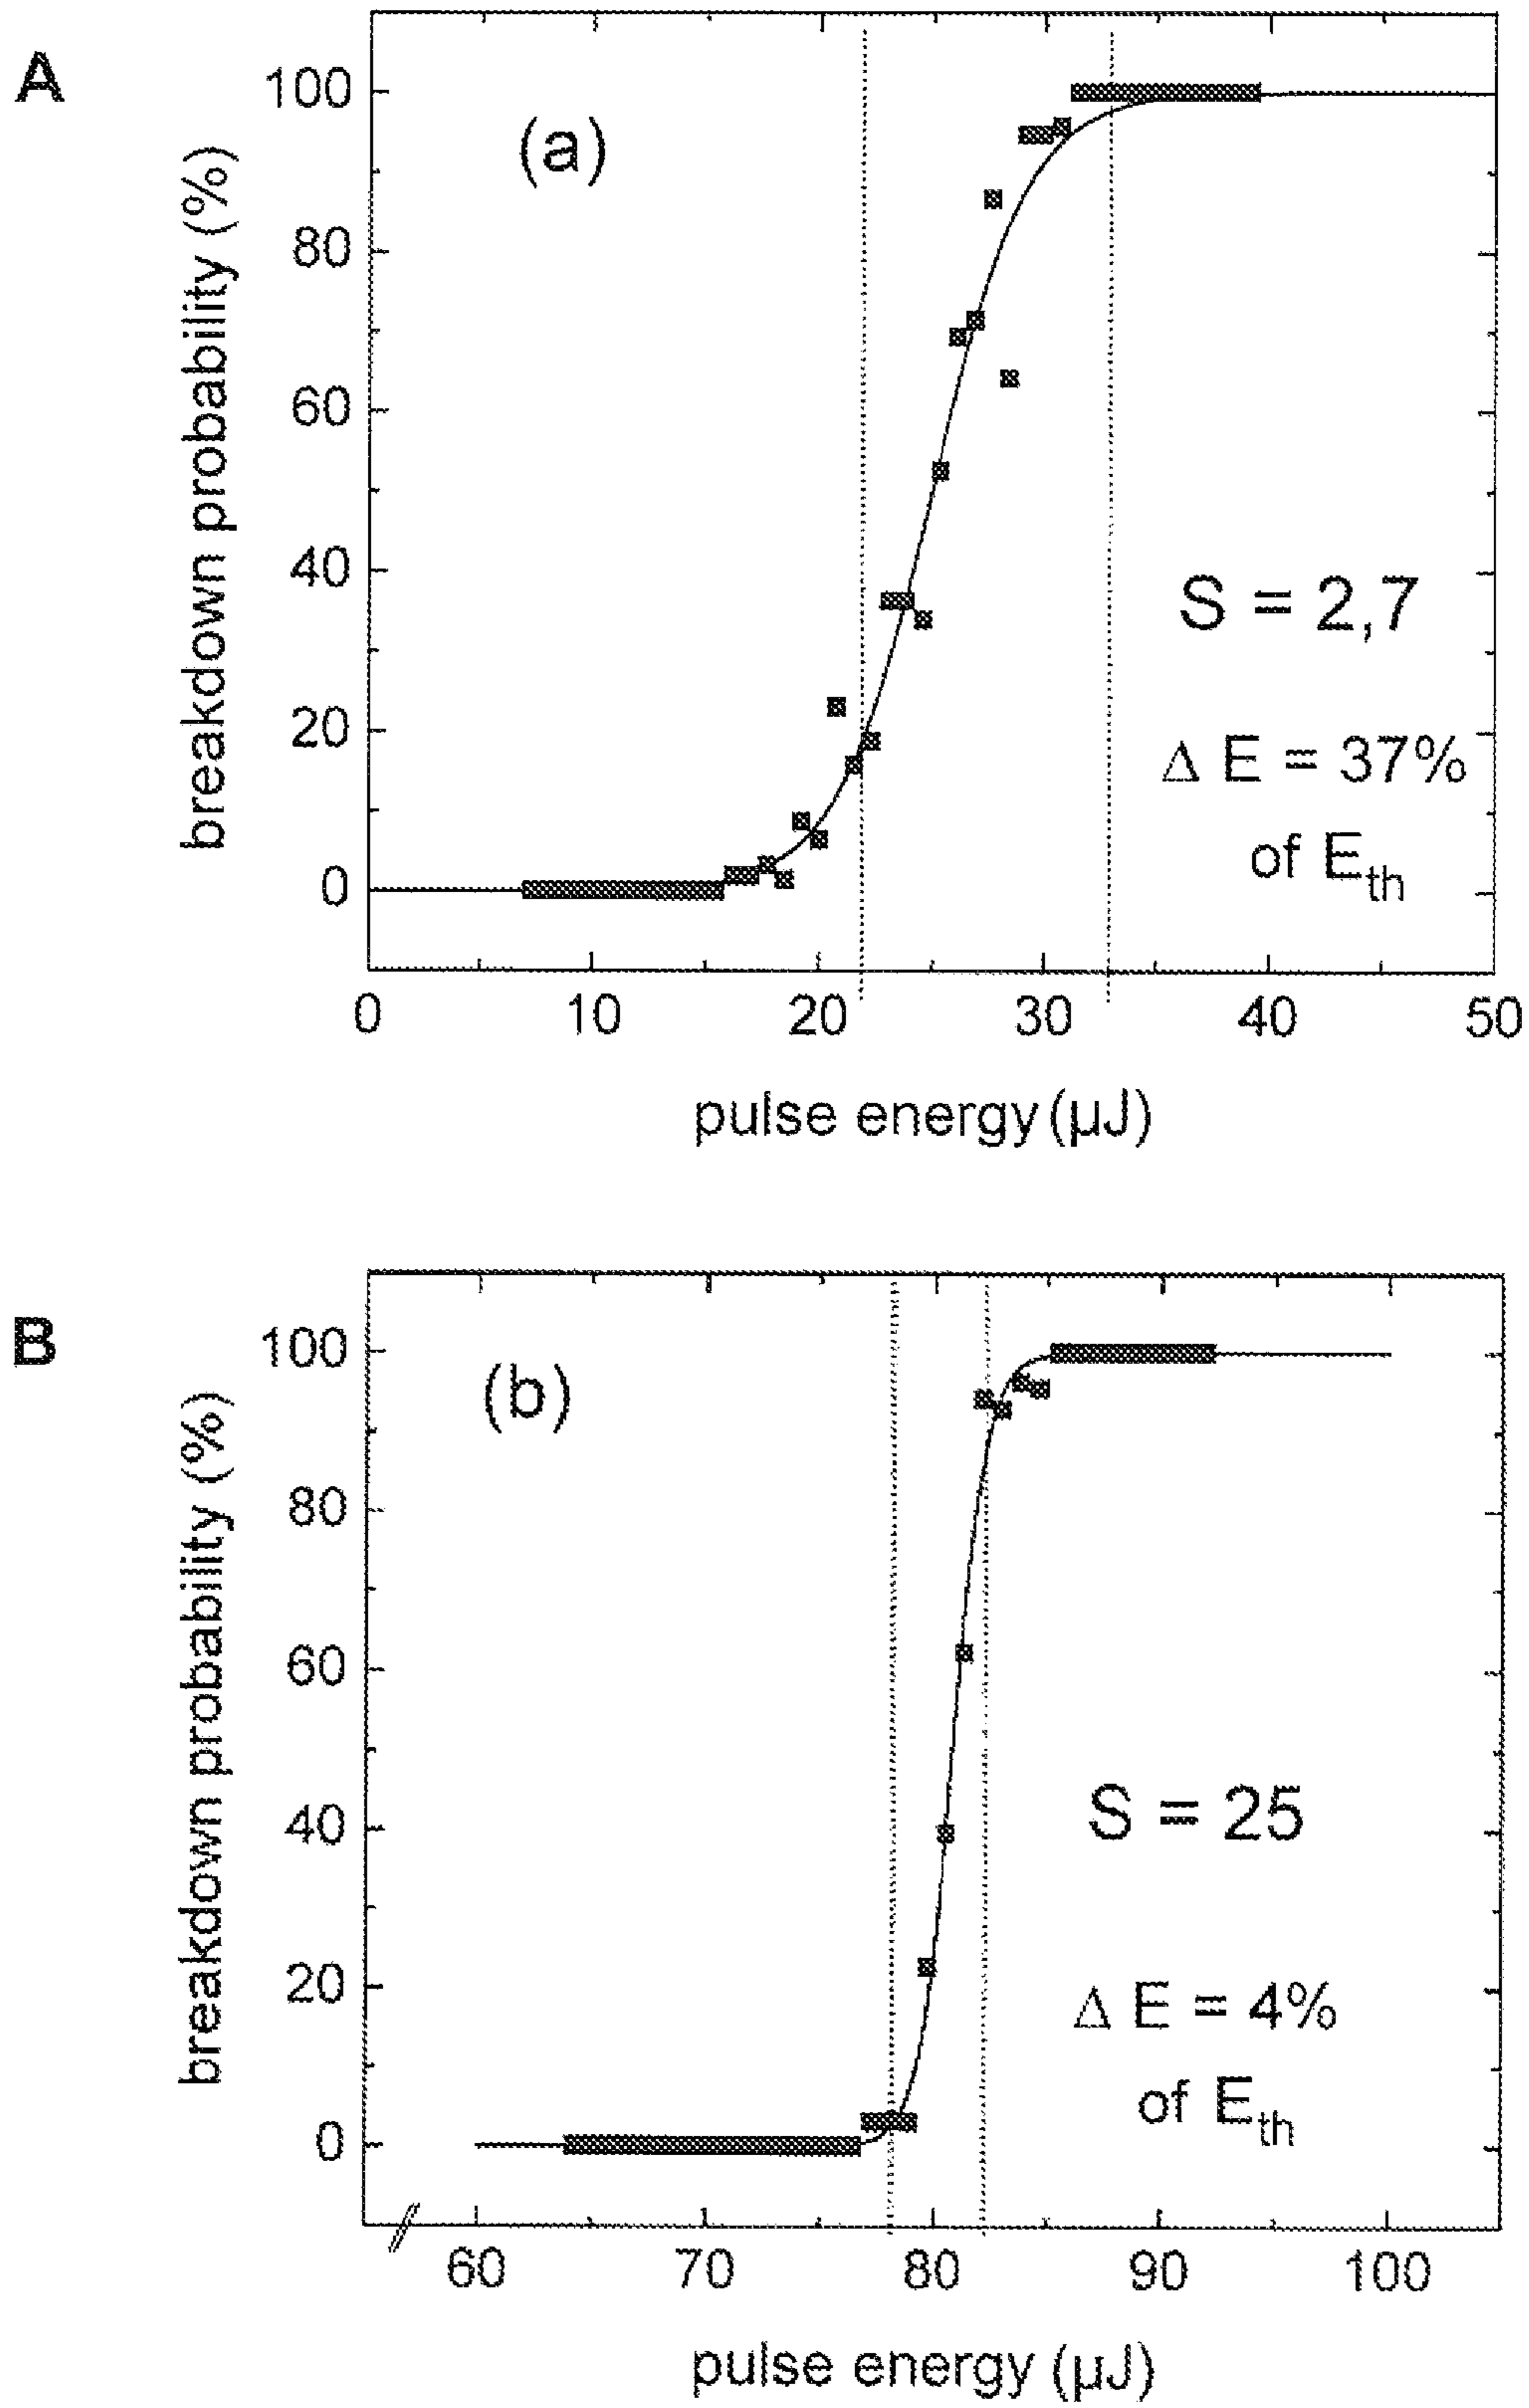 A
(a)
breakdown probability (%)
100
80
60
40
20
0
S = 2,7
Δ E = 37%
of Eth
0 10 20 30 40 50
pulse energy (µJ)
B
(b)
breakdown probability (%)
100
80
60
40
20
0
S = 25
Δ E = 4%
of Eth
60 70 80 90 100
pulse energy (µJ)